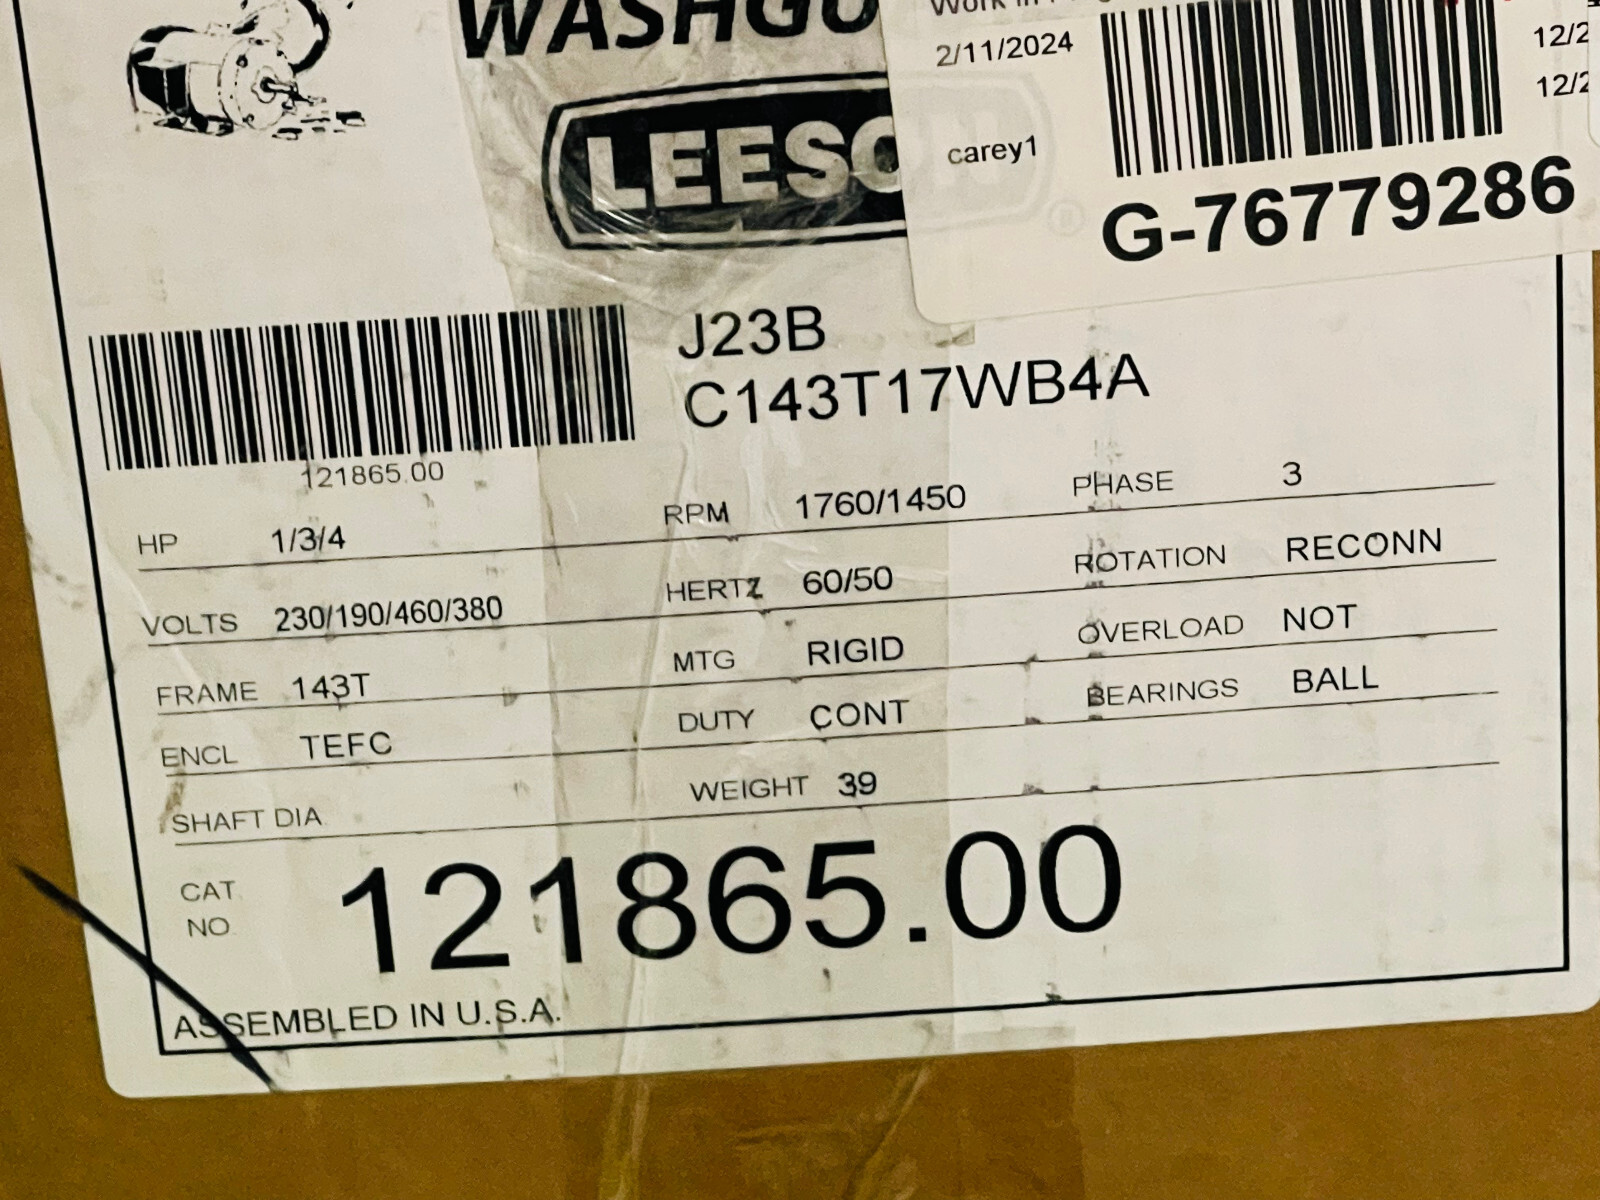 WASHGU
LEESO
2/11/2024
12/2
12/2
carey1
G-76779286
J23B
C143T17WB4A
121865.00
HP 1/3/4 RPM 1760/1450 PHASE 3
VOLTS 230/190/460/380 HERTZ 60/50 ROTATION RECONN
FRAME 143T MTG RIGID OVERLOAD NOT
ENCL TEFC DUTY CONT BEARINGS BALL
SHAFT DIA WEIGHT 39
CAT. NO. 121865.00
ASSEMBLED IN U.S.A.